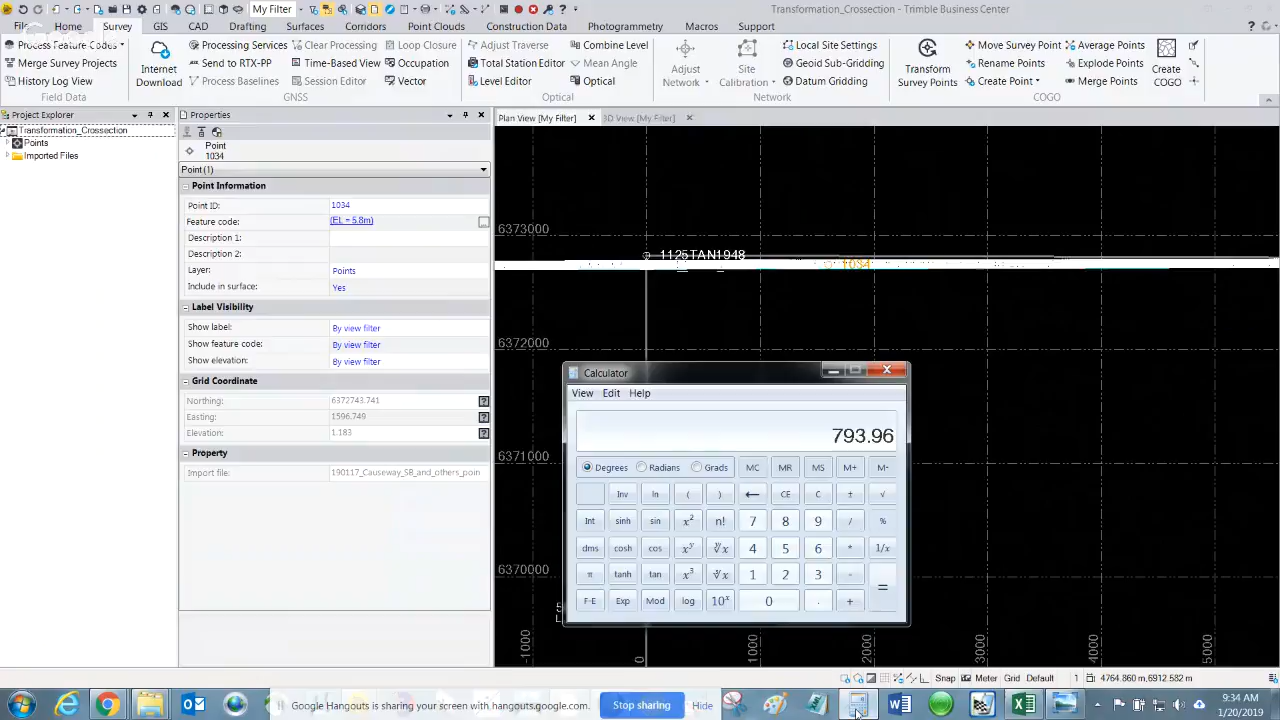 My Filter
Transformation_Crossection - Trimble Business Center
Home Survey GIS CAD Drafting Surfaces Corridors Point Clouds Construction Data Photogrammetry Macros Support
Process Feature Codes Processing Services Clear Processing Loop Closure Adjust Traverse Combine Level Local Site Settings Move Survey Point Average Points
Merge Survey Projects Internet Download Send to RTX-PP Time-Based View Occupation Total Station Editor Mean Angle Adjust Network Site Calibration Geoid Sub-Gridding Transform Survey Points Rename Points Explode Points Create COGO
History Log View Process Baselines Session Editor Vector Level Editor Optical Datum Gridding Create Point Merge Points
Field Data GNSS Optical Network COGO
Project Explorer
Transformation_Crossection
Points
Imported Files
Properties
Point
1034
Point (1)
Point Information
Point ID: 1034
Feature code: (EL = 5.8m)
Description 1:
Description 2:
Layer: Points
Include in surface: Yes
Label Visibility
Show label: By view filter
Show feature code: By view filter
Show elevation: By view filter
Grid Coordinate
Northing: 6372743.741
Easting: 1596.749
Elevation: 1.183
Property
Import file: 190117_Causeway_SB_and_others_poin
Plan View [My Filter] 3D View [My Filter]
6373000
1125TAN1948
1034
6372000
6371000
6370000
-1000 0 1000 2000 3000 4000 5000
Calculator
View Edit Help
793.96
Degrees Radians Grads MC MR MS M+ M-
Inv ln ( ) ← CE C ± √
Int sinh sin x² n! 7 8 9 / %
dms cosh cos xʸ ʸ√x 4 5 6 * 1/x
π tanh tan x³ ³√x 1 2 3 - =
F-E Exp Mod log 10ˣ 0 . +
Snap Meter Grid Default 1 4764.860 m,6912.582 m
Google Hangouts is sharing your screen with hangouts.google.com.
Stop sharing
Hide
9:34 AM
1/20/2019